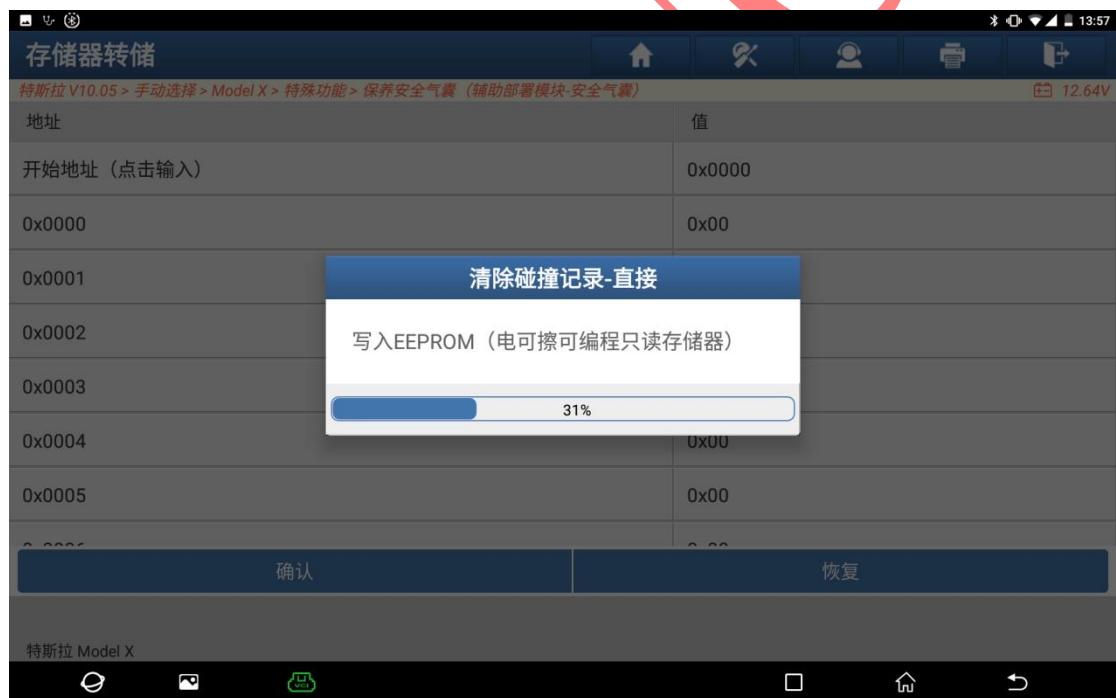 13:57
存储器转储
特斯拉 V10.05 > 手动选择 > Model X > 特殊功能 > 保养安全气囊（辅助部署模块-安全气囊） 12.64V
地址 值
开始地址（点击输入） 0x0000
0x0000 0x00
0x0001
清除碰撞记录-直接
0x0002
写入EEPROM（电可擦可编程只读存储器）
0x0003
31%
0x0004 0x00
0x0005 0x00
确认 恢复
特斯拉 Model X
VCI